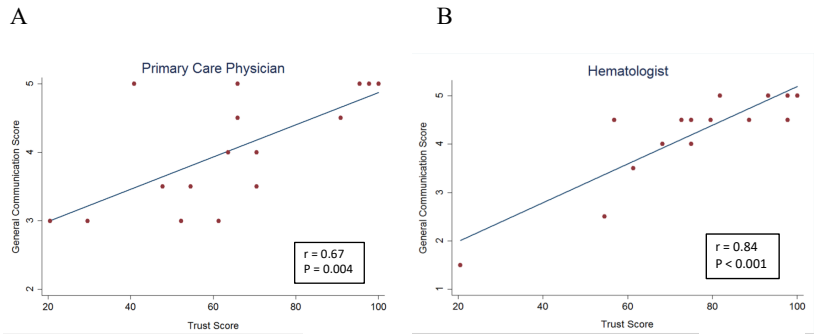 A
Primary Care Physician
General Communication Score
5
4
3
2
r = 0.67
P = 0.004
20 40 60 80 100
Trust Score
B
Hematologist
General Communication Score
5
4
3
2
1
r = 0.84
P < 0.001
20 40 60 80 100
Trust Score